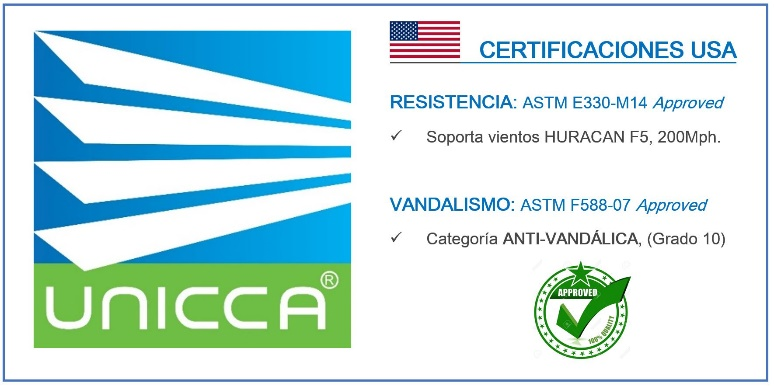 CERTIFICACIONES USA
RESISTENCIA: ASTM E330-M14 Approved
✓ Soporta vientos HURACAN F5, 200Mph.
VANDALISMO: ASTM F588-07 Approved
✓ Categoría ANTI-VANDÁLICA, (Grado 10)
UNICCA®
APPROVED
100% QUALITY